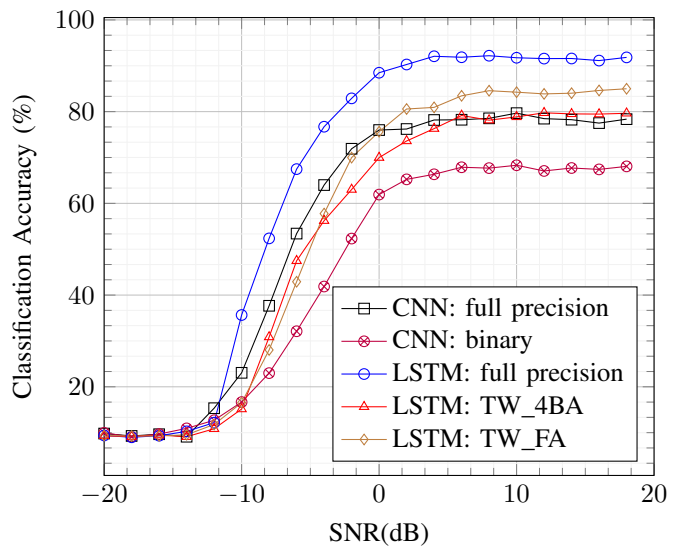 100
80
60
40
20
Classification Accuracy (%)
CNN: full precision
CNN: binary
LSTM: full precision
LSTM: TW_4BA
LSTM: TW_FA
−20 −10 0 10 20
SNR(dB)